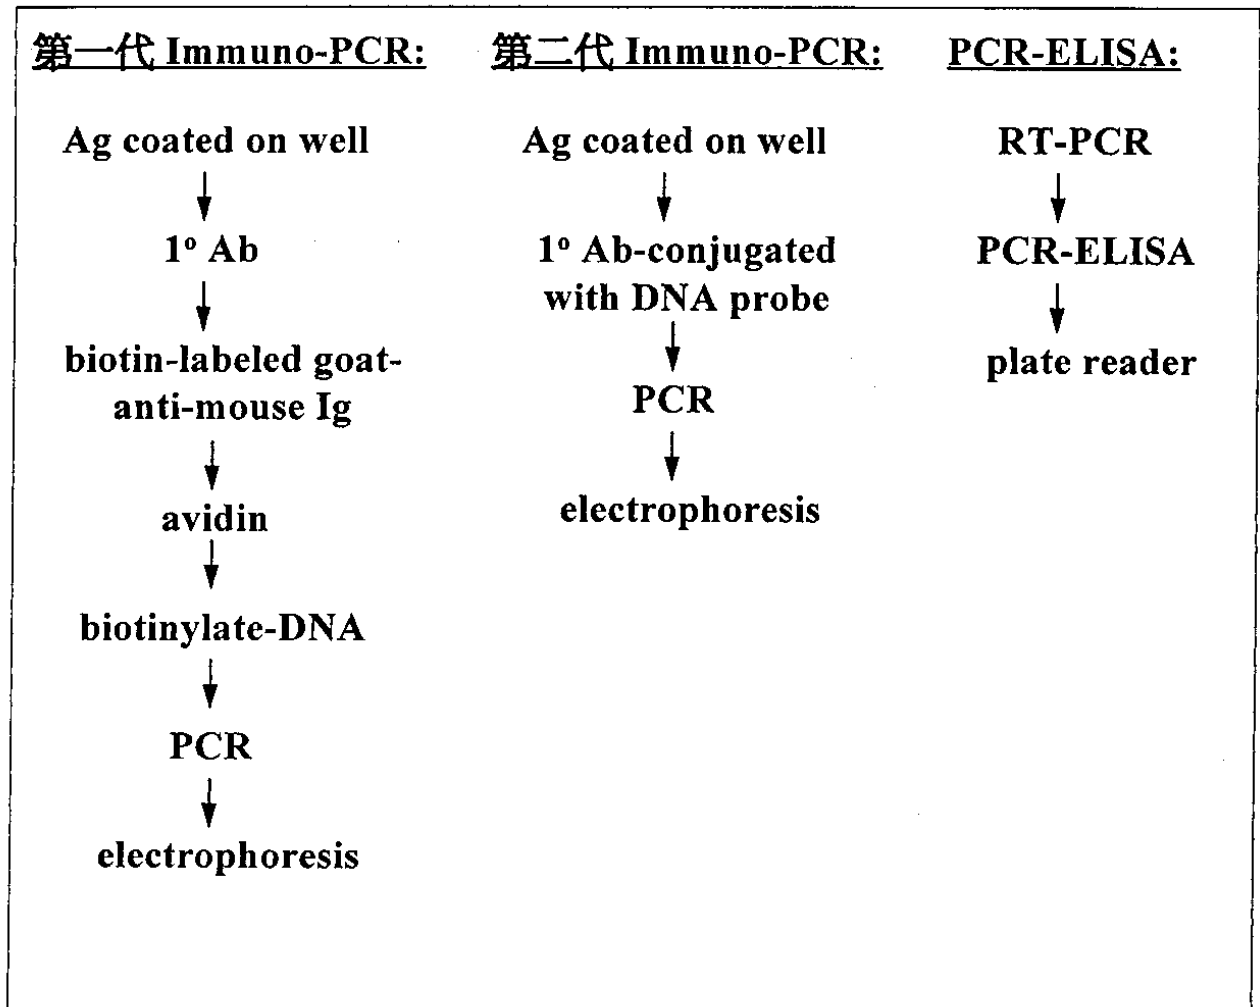 第一代 Immuno-PCR:
Ag coated on well
1º Ab
biotin-labeled goat-
anti-mouse Ig
avidin
biotinylate-DNA
PCR
electrophoresis
第二代 Immuno-PCR:
Ag coated on well
1º Ab-conjugated
with DNA probe
PCR
electrophoresis
PCR-ELISA:
RT-PCR
PCR-ELISA
plate reader